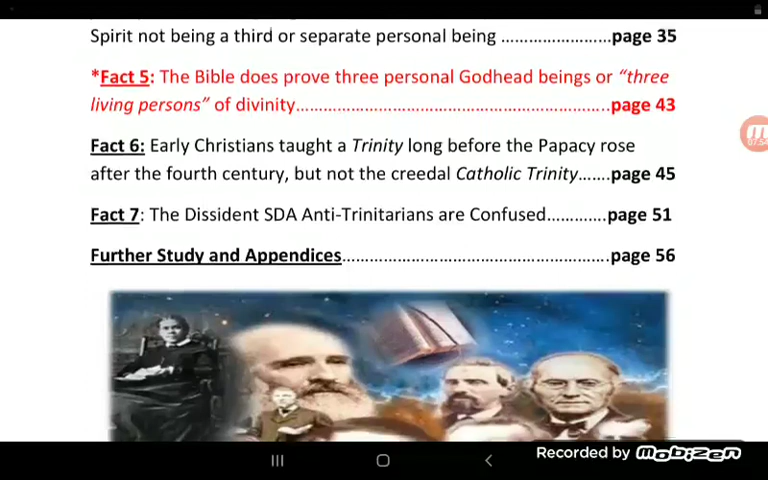 Spirit not being a third or separate personal being .......................page 35
*Fact 5: The Bible does prove three personal Godhead beings or “three
living persons” of divinity..................................................................page 43
Fact 6: Early Christians taught a Trinity long before the Papacy rose
after the fourth century, but not the creedal Catholic Trinity.......page 45
Fact 7: The Dissident SDA Anti-Trinitarians are Confused.............page 51
Further Study and Appendices........................................................page 56
07:54
Recorded by Mobizen